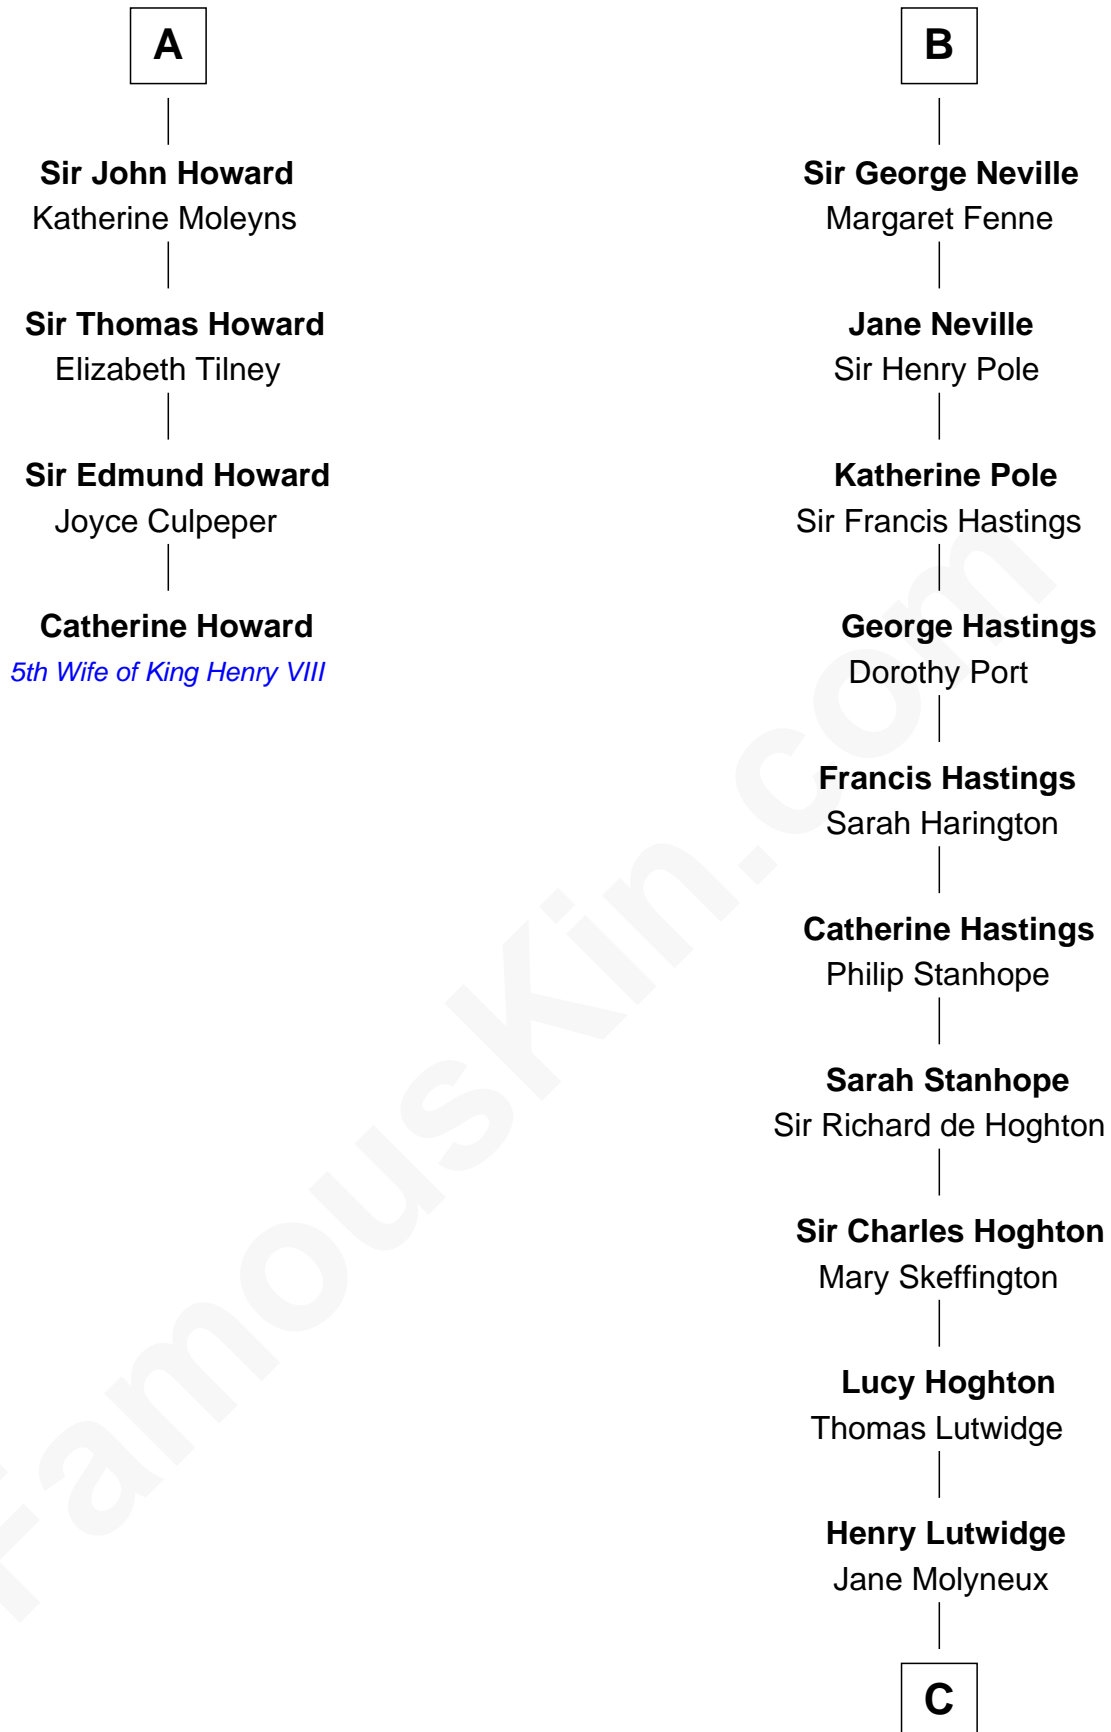 A
Sir John Howard
Katherine Moleyns
Sir Thomas Howard
Elizabeth Tilney
Sir Edmund Howard
Joyce Culpeper
Catherine Howard
5th Wife of King Henry VIII
B
Sir George Neville
Margaret Fenne
Jane Neville
Sir Henry Pole
Katherine Pole
Sir Francis Hastings
George Hastings
Dorothy Port
Francis Hastings
Sarah Harington
Catherine Hastings
Philip Stanhope
Sarah Stanhope
Sir Richard de Hoghton
Sir Charles Hoghton
Mary Skeffington
Lucy Hoghton
Thomas Lutwidge
Henry Lutwidge
Jane Molyneux
C
FamousKin.com